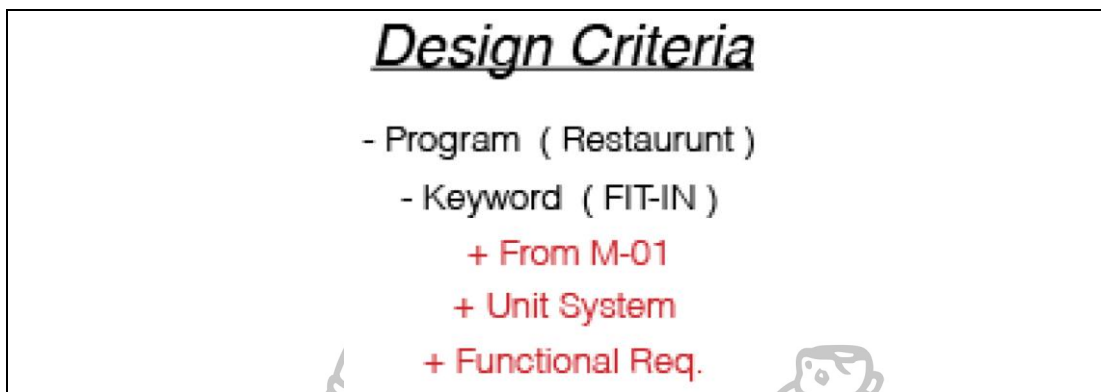 Design Criteria
- Program ( Restaurunt )
- Keyword ( FIT-IN )
+ From M-01
+ Unit System
+ Functional Req.